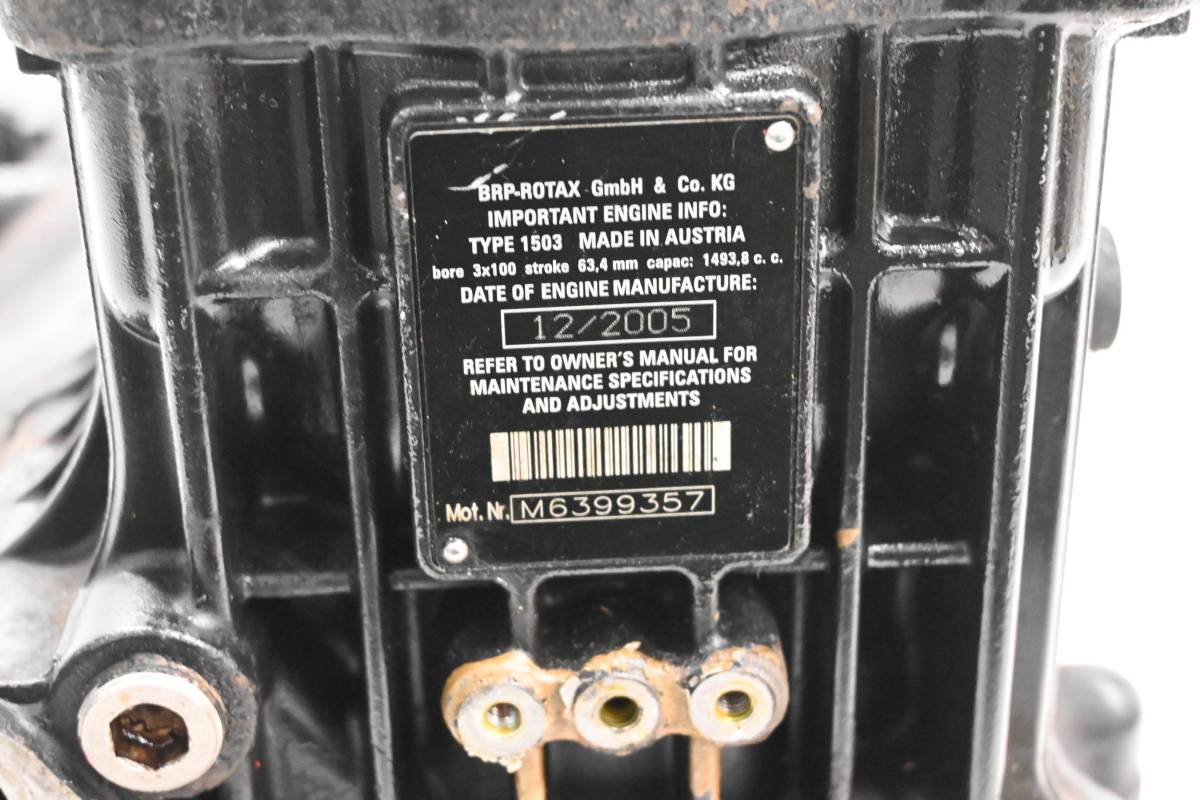 BRP-ROTAX GmbH & Co. KG
IMPORTANT ENGINE INFO:
TYPE 1503 MADE IN AUSTRIA
bore 3x100 stroke 63,4 mm capac: 1493,8 c. c.
DATE OF ENGINE MANUFACTURE:
12/2005
REFER TO OWNER'S MANUAL FOR
MAINTENANCE SPECIFICATIONS
AND ADJUSTMENTS
Mot. Nr. M6399357